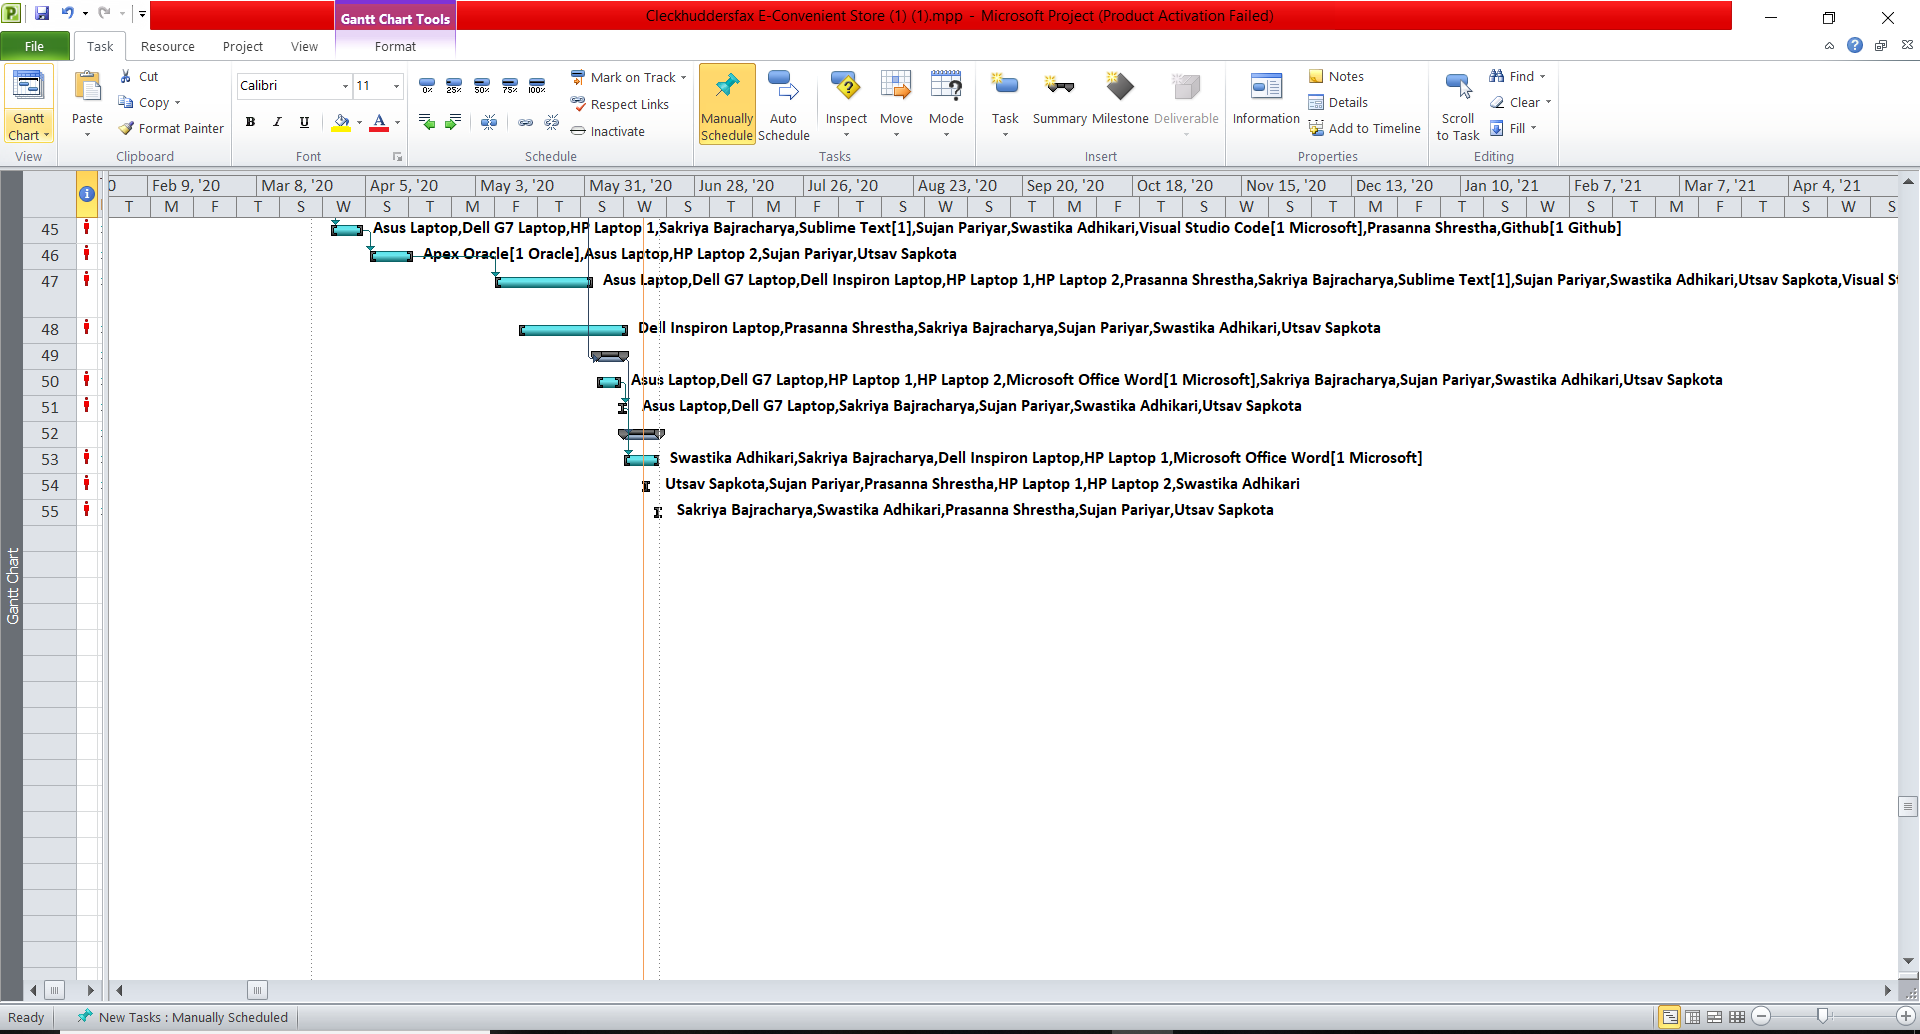 Gantt Chart Tools
Cleckhuddersfax E-Convenient Store (1) (1).mpp - Microsoft Project (Product Activation Failed)
File Task Resource Project View Format
Gantt Chart
View
Paste
Cut
Copy
Format Painter
Clipboard
Calibri 11
B I U A
Font
0% 25% 50% 75% 100%
Mark on Track
Respect Links
Inactivate
Schedule
Manually Schedule
Auto Schedule
Inspect Move Mode
Tasks
Task Summary Milestone Deliverable
Insert
Information
Notes
Details
Add to Timeline
Properties
Scroll to Task
Find
Clear
Fill
Editing
0 Feb 9, '20 Mar 8, '20 Apr 5, '20 May 3, '20 May 31, '20 Jun 28, '20 Jul 26, '20 Aug 23, '20 Sep 20, '20 Oct 18, '20 Nov 15, '20 Dec 13, '20 Jan 10, '21 Feb 7, '21 Mar 7, '21 Apr 4, '21
T M F T S W S T M F T S W S T M F T S W S T M F T S W S T M F T S W S T M F T S W S
45 Asus Laptop,Dell G7 Laptop,HP Laptop 1,Sakriya Bajracharya,Sublime Text[1],Sujan Pariyar,Swastika Adhikari,Visual Studio Code[1 Microsoft],Prasanna Shrestha,Github[1 Github]
46 Apex Oracle[1 Oracle],Asus Laptop,HP Laptop 2,Sujan Pariyar,Utsav Sapkota
47 Asus Laptop,Dell G7 Laptop,Dell Inspiron Laptop,HP Laptop 1,HP Laptop 2,Prasanna Shrestha,Sakriya Bajracharya,Sublime Text[1],Sujan Pariyar,Swastika Adhikari,Utsav Sapkota,Visual St
48 Dell Inspiron Laptop,Prasanna Shrestha,Sakriya Bajracharya,Sujan Pariyar,Swastika Adhikari,Utsav Sapkota
49
50 Asus Laptop,Dell G7 Laptop,HP Laptop 1,HP Laptop 2,Microsoft Office Word[1 Microsoft],Sakriya Bajracharya,Sujan Pariyar,Swastika Adhikari,Utsav Sapkota
51 Asus Laptop,Dell G7 Laptop,Sakriya Bajracharya,Sujan Pariyar,Swastika Adhikari,Utsav Sapkota
52
53 Swastika Adhikari,Sakriya Bajracharya,Dell Inspiron Laptop,HP Laptop 1,Microsoft Office Word[1 Microsoft]
54 Utsav Sapkota,Sujan Pariyar,Prasanna Shrestha,HP Laptop 1,HP Laptop 2,Swastika Adhikari
55 Sakriya Bajracharya,Swastika Adhikari,Prasanna Shrestha,Sujan Pariyar,Utsav Sapkota
Gantt Chart
Ready New Tasks : Manually Scheduled